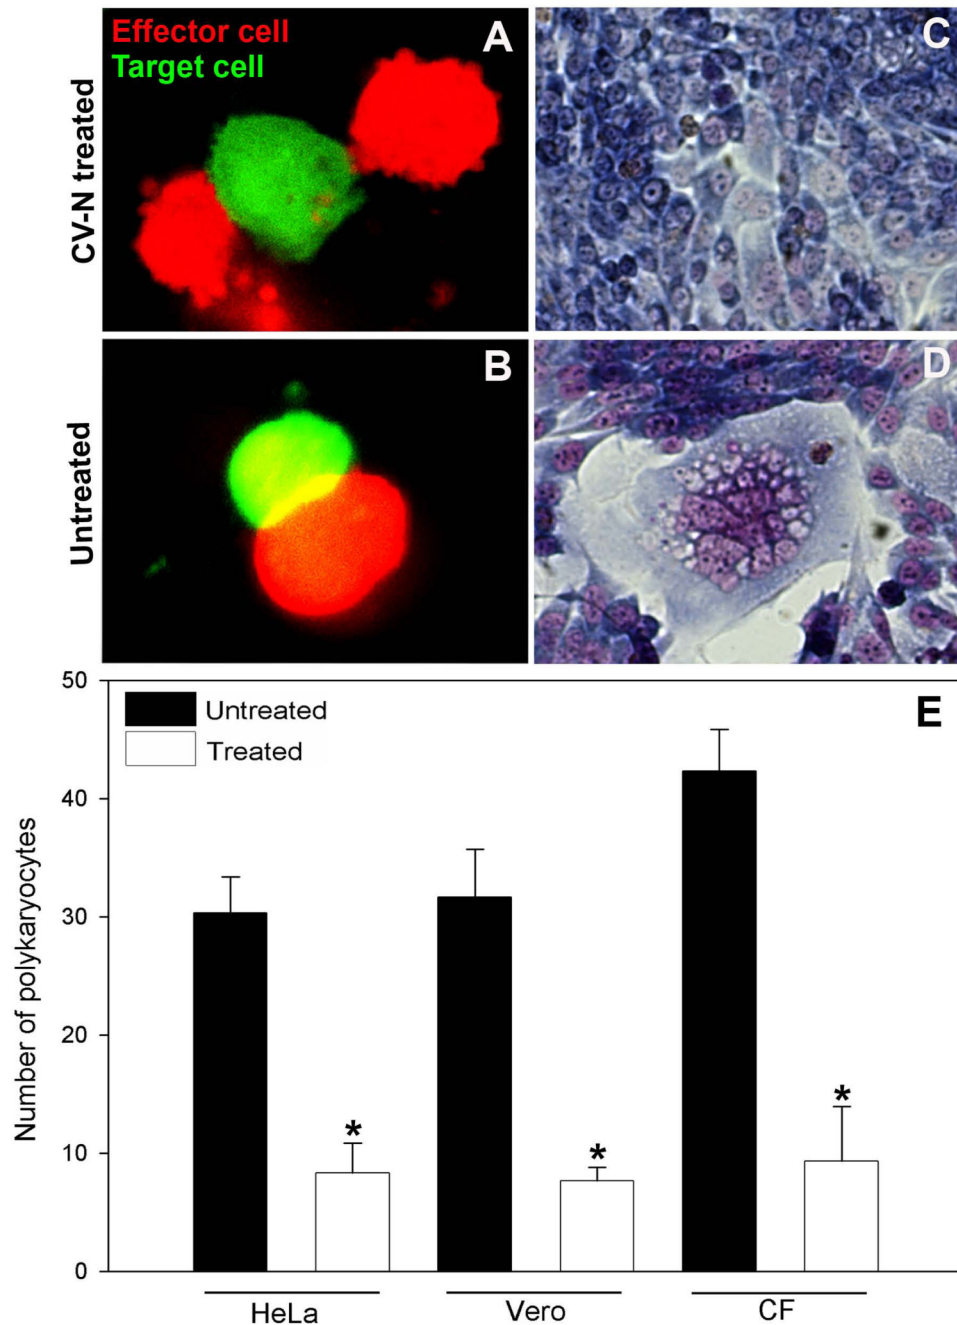 Effector cell
Target cell
A
C
CV-N treated
B
D
Untreated
E
Untreated
Treated
50
40
30
20
10
0
Number of polykaryocytes
*
*
*
HeLa
Vero
CF